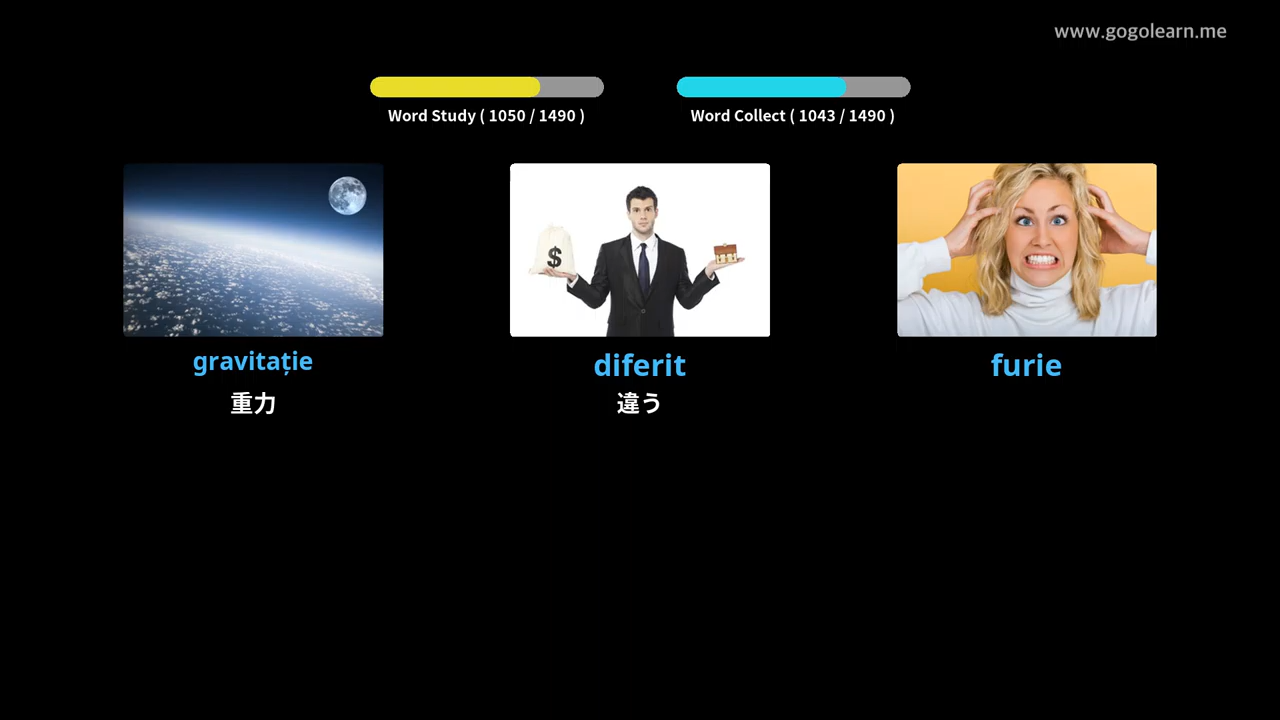 www.gogolearn.me
Word Study ( 1050 / 1490 )
Word Collect ( 1043 / 1490 )
$
gravitație
重力
diferit
違う
furie